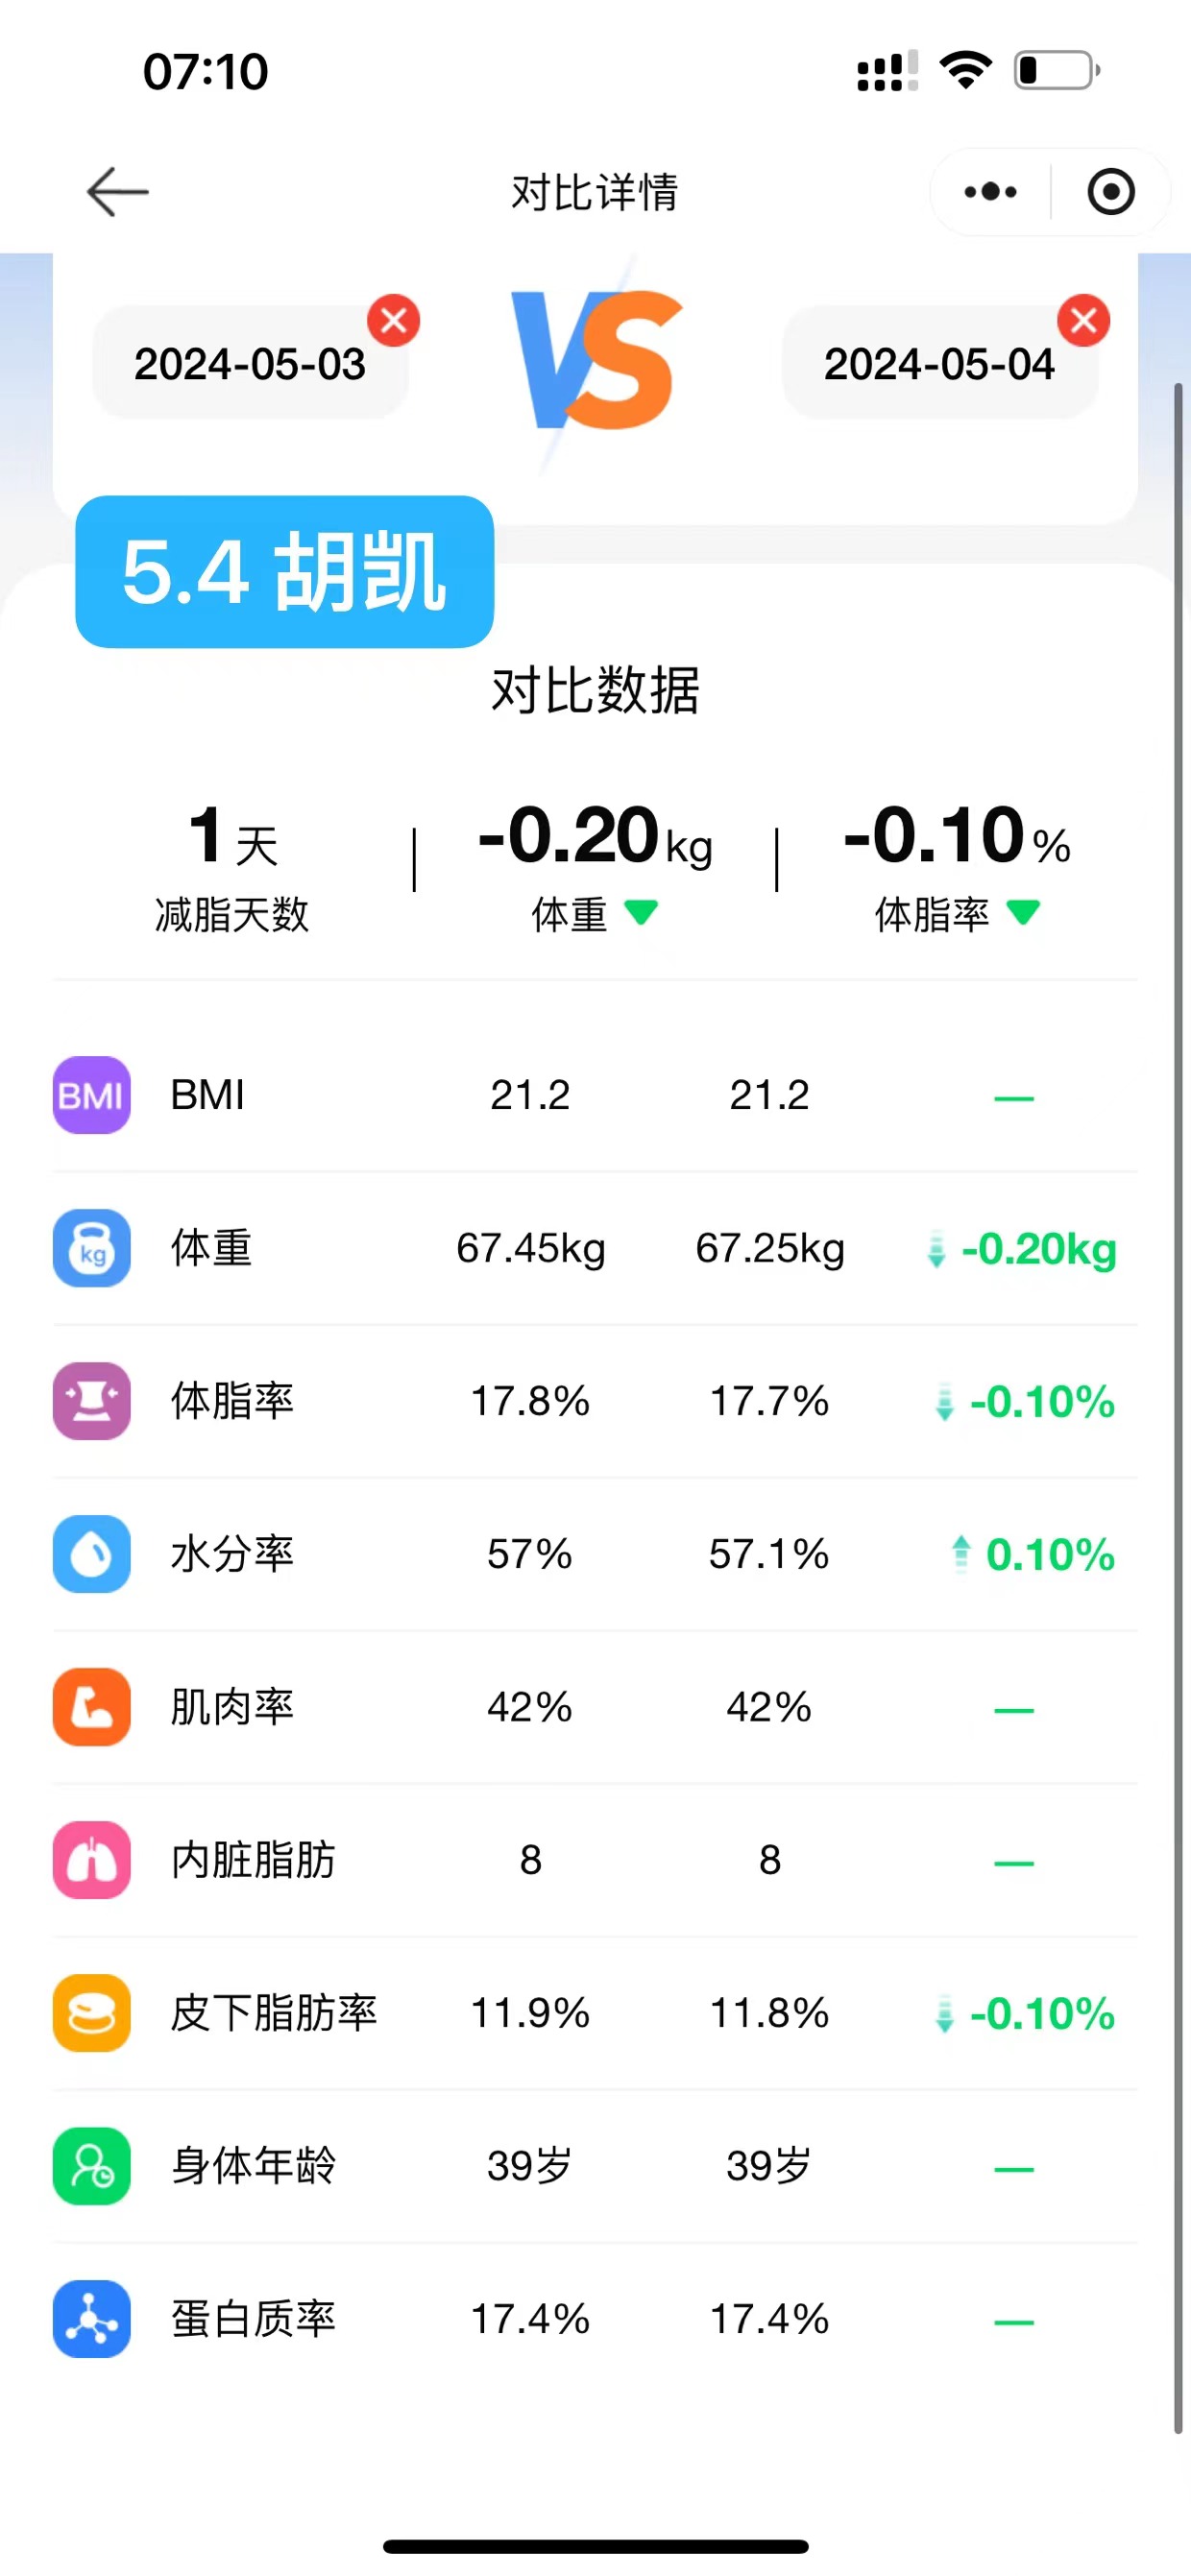 07:10
对比详情
2024-05-03 VS 2024-05-04
5.4 胡凯
对比数据
1天 -0.20kg -0.10%
减脂天数 体重 体脂率
BMI BMI 21.2 21.2 —
kg 体重 67.45kg 67.25kg -0.20kg
体脂率 17.8% 17.7% -0.10%
水分率 57% 57.1% 0.10%
肌肉率 42% 42% —
内脏脂肪 8 8 —
皮下脂肪率 11.9% 11.8% -0.10%
身体年龄 39岁 39岁 —
蛋白质率 17.4% 17.4% —